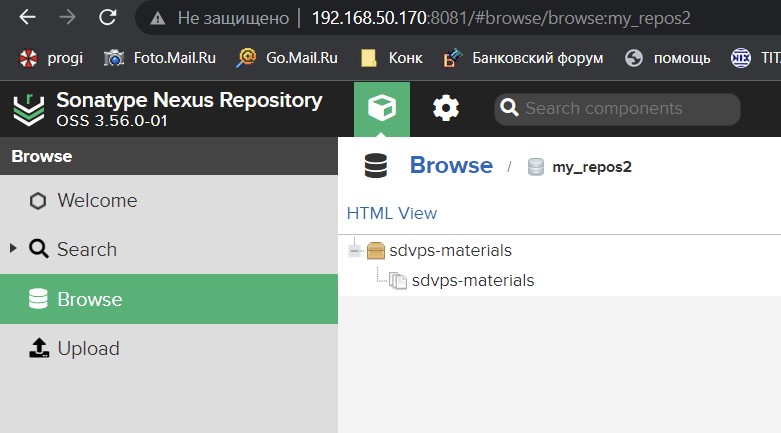 Не защищено 192.168.50.170:8081/#browse/browse:my_repos2
progi Foto.Mail.Ru Go.Mail.Ru Конк Банковский форум помощь NIX TIT
Sonatype Nexus Repository
OSS 3.56.0-01
Search components
Browse
Browse / my_repos2
Welcome
HTML View
Search
sdvps-materials
sdvps-materials
Browse
Upload